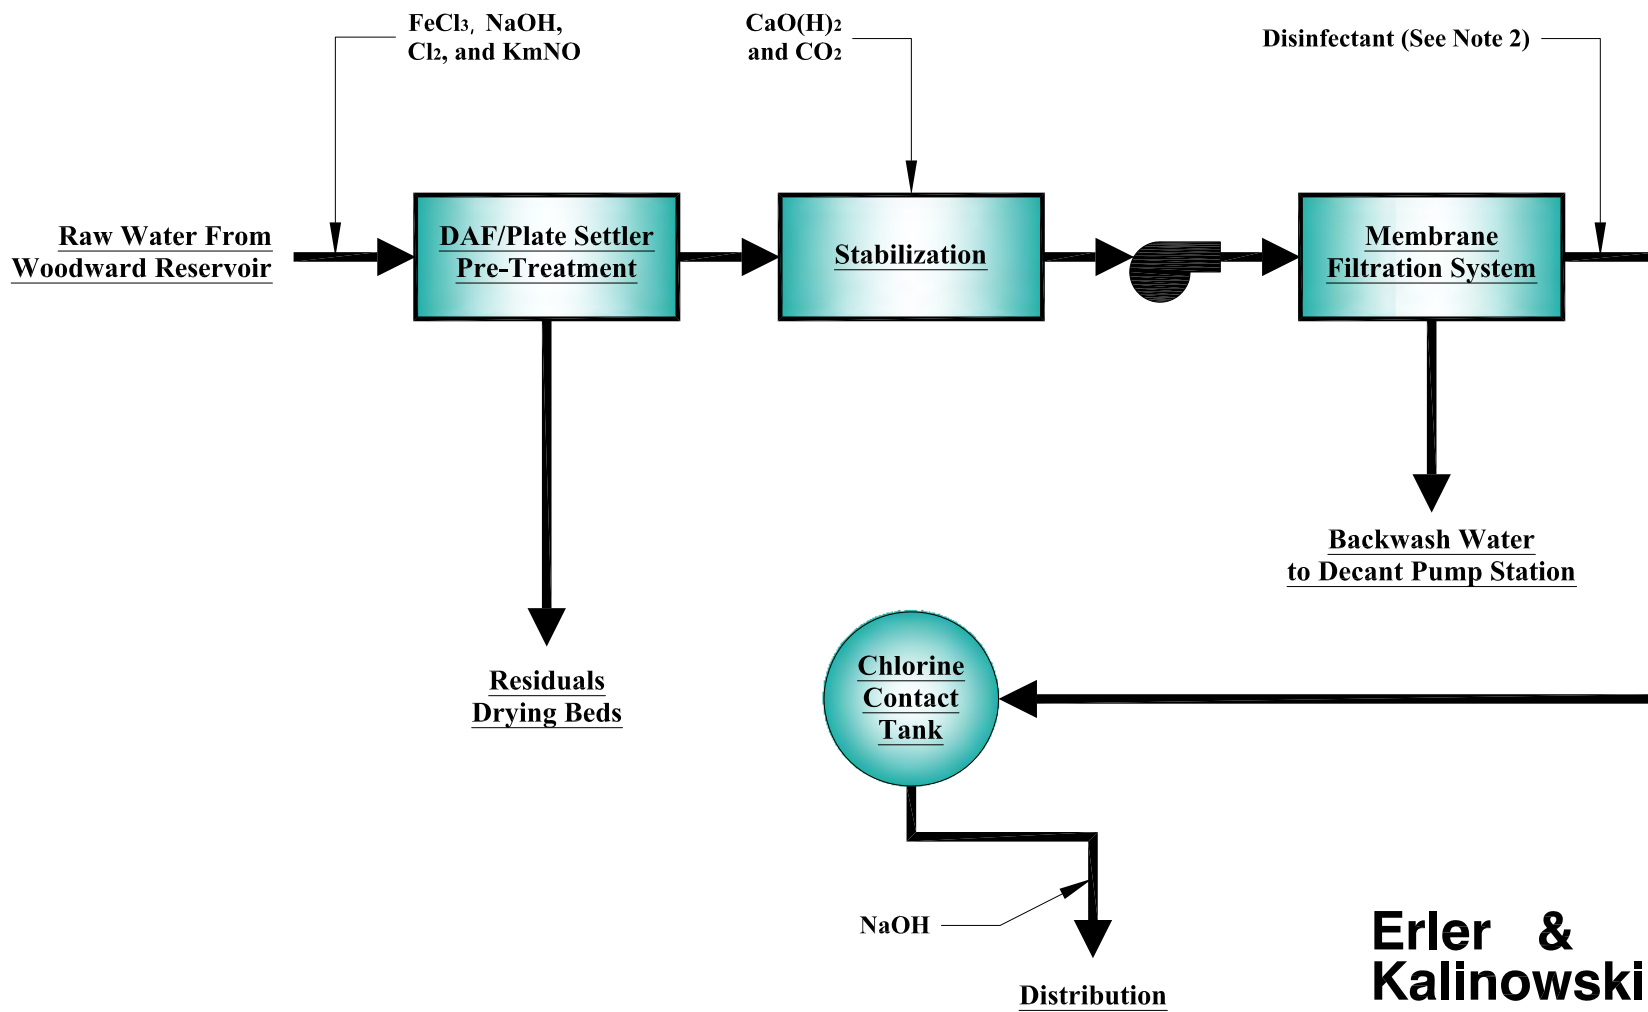 FeCl₃, NaOH,
Cl₂, and KmNO
CaO(H)₂
and CO₂
Disinfectant (See Note 2)
Raw Water From
Woodward Reservoir
DAF/Plate Settler
Pre-Treatment
Stabilization
Membrane
Filtration System
Backwash Water
to Decant Pump Station
Residuals
Drying Beds
Chlorine
Contact
Tank
NaOH
Distribution
Erler &
Kalinowski